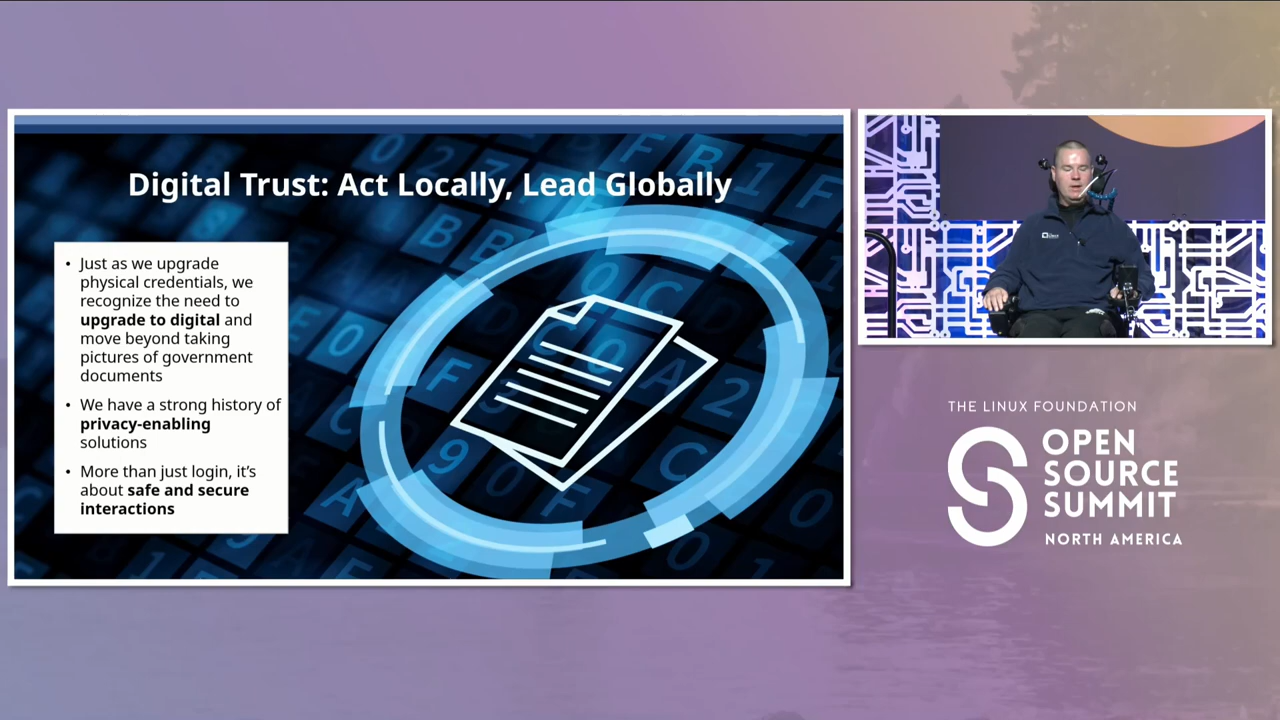 Digital Trust: Act Locally, Lead Globally
• Just as we upgrade
physical credentials, we
recognize the need to
upgrade to digital and
move beyond taking
pictures of government
documents
• We have a strong history of
privacy-enabling
solutions
• More than just login, it's
about safe and secure
interactions
THE LINUX FOUNDATION
OPEN
SOURCE
SUMMIT
NORTH AMERICA